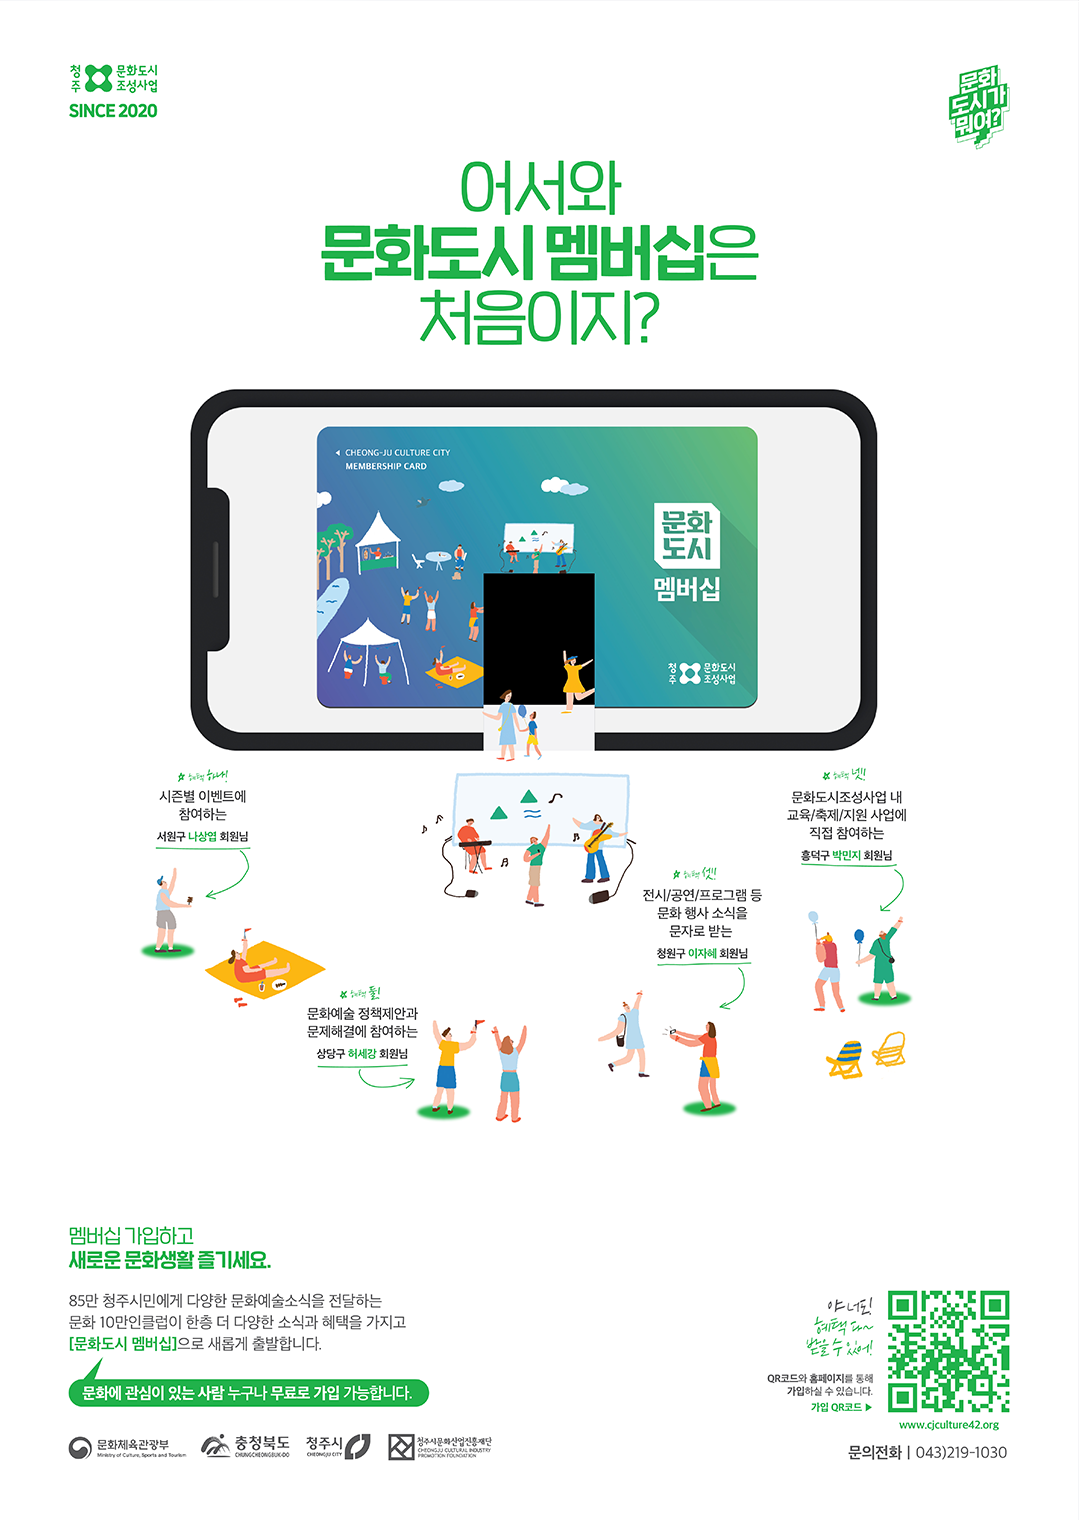 청주 문화도시 조성사업
SINCE 2020
문화
도시가
뭐여?
어서와
문화도시 멤버십은
처음이지?
CHEONG-JU CULTURE CITY
MEMBERSHIP CARD
문화
도시
멤버십
청주 문화도시 조성사업
혜택 하나!
시즌별 이벤트에
참여하는
서원구 나상엽 회원님
혜택 둘!
문화예술 정책제안과
문제해결에 참여하는
상당구 허세강 회원님
혜택 셋!
전시/공연/프로그램 등
문화 행사 소식을
문자로 받는
청원구 이자혜 회원님
혜택 넷!
문화도시조성사업 내
교육/축제/지원 사업에
직접 참여하는
흥덕구 박민지 회원님
멤버십 가입하고
새로운 문화생활 즐기세요.
85만 청주시민에게 다양한 문화예술소식을 전달하는
문화 10만인클럽이 한층 더 다양한 소식과 혜택을 가지고
[문화도시 멤버십]으로 새롭게 출발합니다.
문화에 관심이 있는 사람 누구나 무료로 가입 가능합니다.
야 너두!
혜택 다~
받을 수 있어!
QR코드와 홈페이지를 통해
가입하실 수 있습니다.
가입 QR코드 ▶
www.cjculture42.org
문의전화 | 043)219-1030
문화체육관광부
Ministry of Culture, Sports and Tourism
충청북도
CHUNGCHEONGBUK-DO
청주시
CHEONGJU CITY
청주시문화산업진흥재단
CHEONGJU CULTURAL INDUSTRY
PROMOTION FOUNDATION